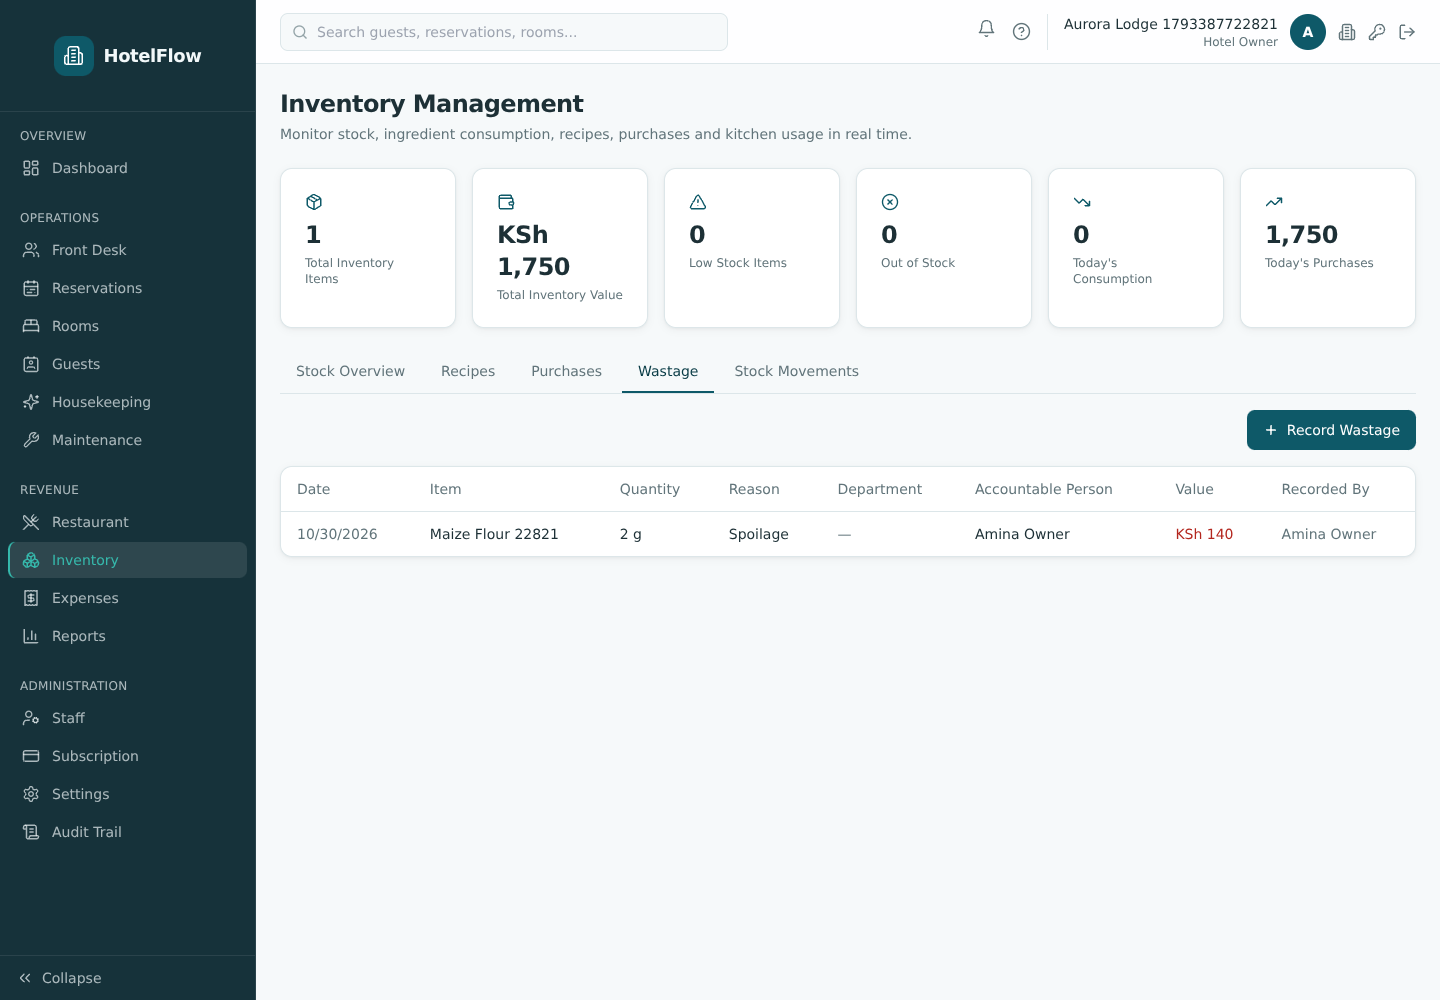 HotelFlow
OVERVIEW
Dashboard
OPERATIONS
Front Desk
Reservations
Rooms
Guests
Housekeeping
Maintenance
REVENUE
Restaurant
Inventory
Expenses
Reports
ADMINISTRATION
Staff
Subscription
Settings
Audit Trail
Collapse
Search guests, reservations, rooms...
Aurora Lodge 1793387722821
Hotel Owner
A
Inventory Management
Monitor stock, ingredient consumption, recipes, purchases and kitchen usage in real time.
1
Total Inventory
Items
KSh
1,750
Total Inventory Value
0
Low Stock Items
0
Out of Stock
0
Today's
Consumption
1,750
Today's Purchases
Stock Overview Recipes Purchases Wastage Stock Movements
+ Record Wastage
Date Item Quantity Reason Department Accountable Person Value Recorded By
10/30/2026 Maize Flour 22821 2 g Spoilage — Amina Owner KSh 140 Amina Owner